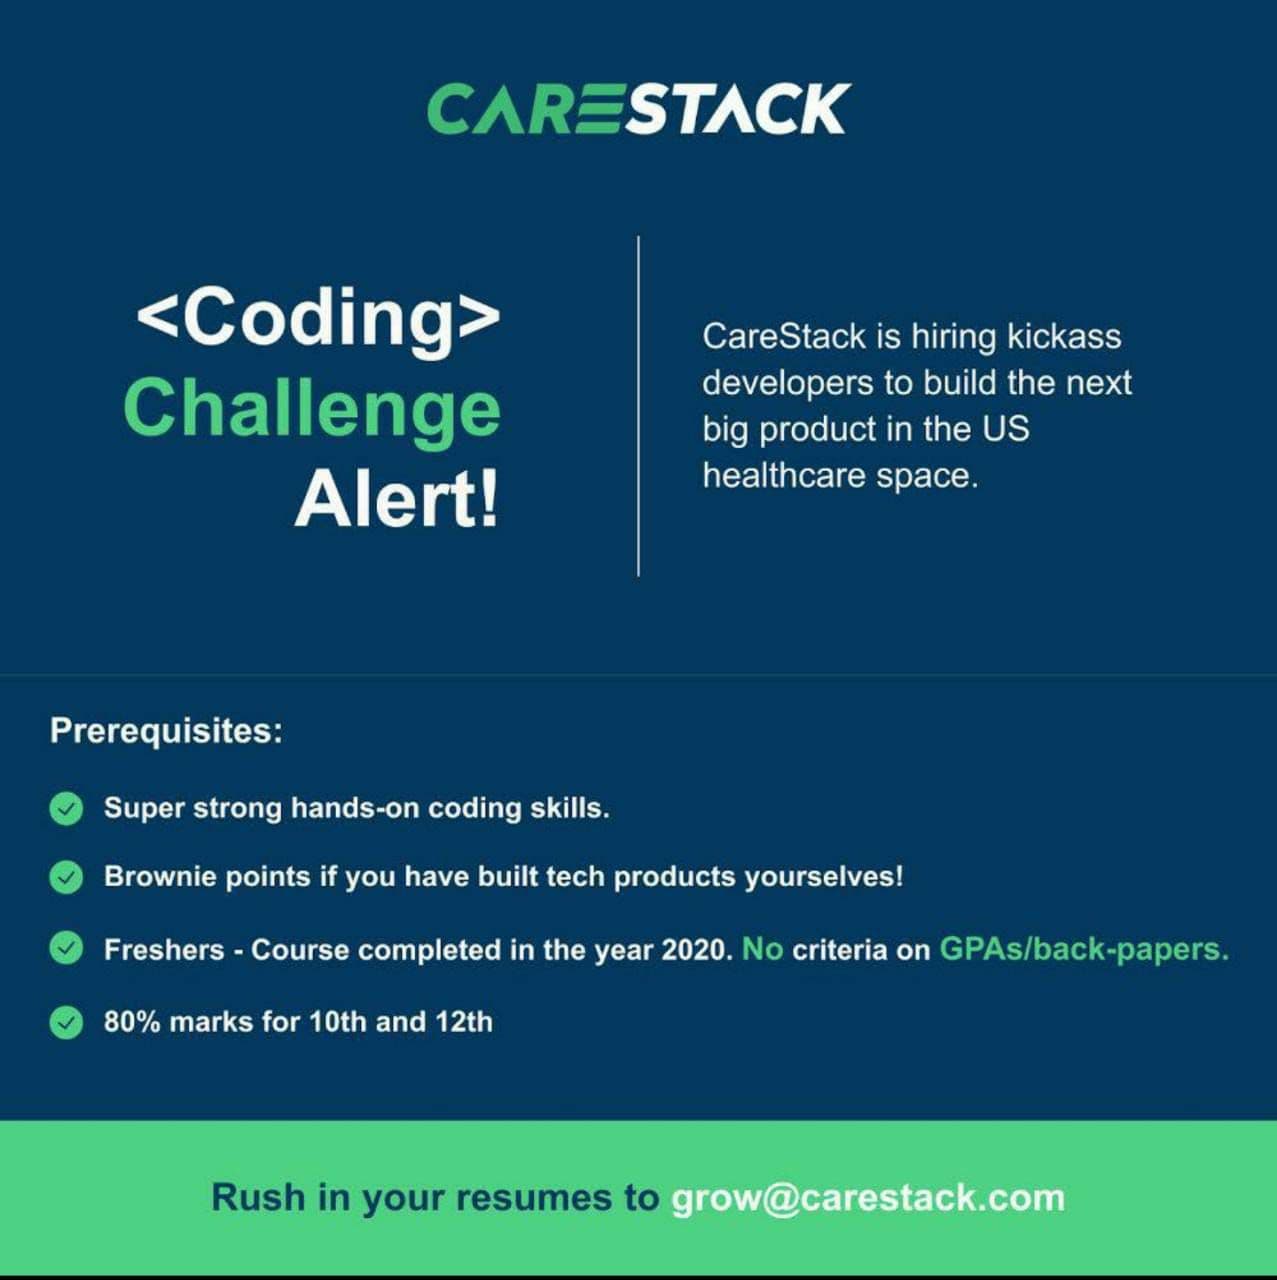 CARESTACK
<Coding>
Challenge
Alert!
CareStack is hiring kickass
developers to build the next
big product in the US
healthcare space.
Prerequisites:
Super strong hands-on coding skills.
Brownie points if you have built tech products yourselves!
Freshers - Course completed in the year 2020. No criteria on GPAs/back-papers.
80% marks for 10th and 12th
Rush in your resumes to grow@carestack.com